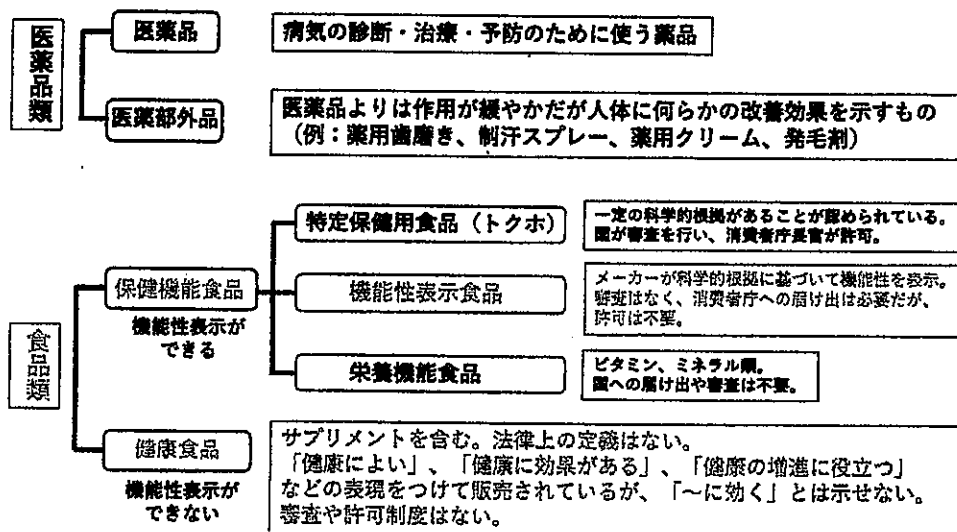 医薬品類
医薬品
病気の診断・治療・予防のために使う薬品
医薬部外品
医薬品よりは作用が緩やかだが人体に何らかの改善効果を示すもの
（例：薬用歯磨き、制汗スプレー、薬用クリーム、発毛剤）
食品類
保健機能食品
機能性表示が
できる
特定保健用食品（トクホ）
一定の科学的根拠があることが認められている。
国が審査を行い、消費者庁長官が許可。
機能性表示食品
メーカーが科学的根拠に基づいて機能性を表示。
審査はなく、消費者庁への届け出は必要だが、
許可は不要。
栄養機能食品
ビタミン、ミネラル類。
国への届け出や審査は不要。
健康食品
機能性表示が
できない
サプリメントを含む。法律上の定義はない。
「健康によい」、「健康に効果がある」、「健康の増進に役立つ」
などの表現をつけて販売されているが、「～に効く」とは示せない。
審査や許可制度はない。